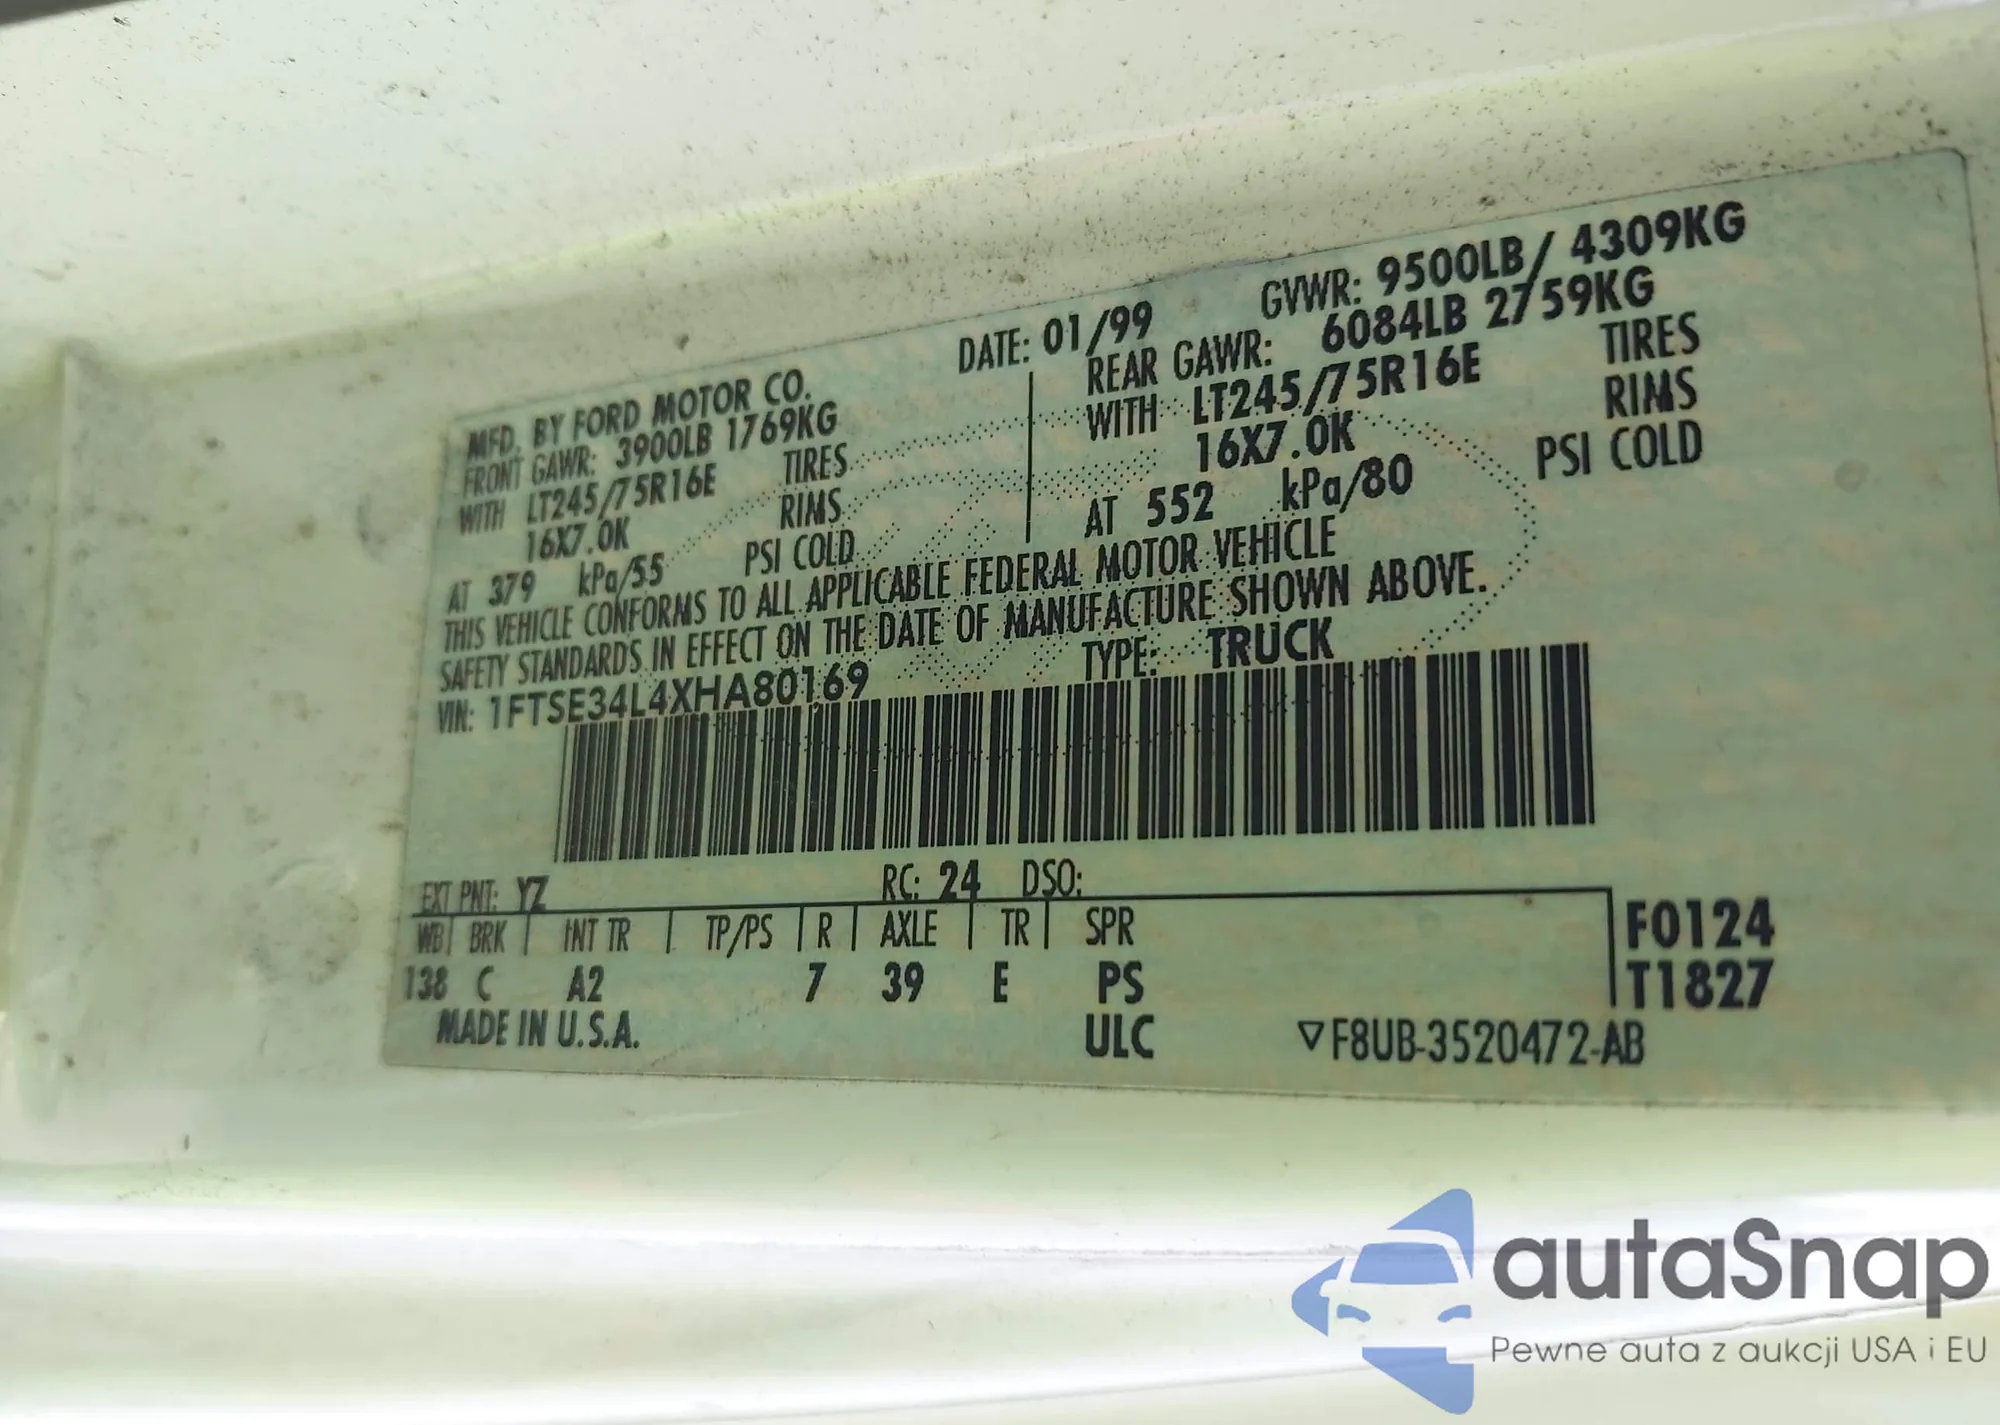 DATE: 01/99 GVWR: 9500LB/ 4309KG
MFD. BY FORD MOTOR CO.
FRONT GAWR: 3900LB 1769KG
WITH LT245/75R16E TIRES
16X7.0K RIMS
AT 379 kPa/55 PSI COLD
REAR GAWR: 6084LB 2759KG
WITH LT245/75R16E TIRES
16X7.0K RIMS
AT 552 kPa/80 PSI COLD
THIS VEHICLE CONFORMS TO ALL APPLICABLE FEDERAL MOTOR VEHICLE
SAFETY STANDARDS IN EFFECT ON THE DATE OF MANUFACTURE SHOWN ABOVE.
VIN: 1FTSE34L4XHA80169 TYPE: TRUCK
EXT PNT: YZ RC: 24 DSO:
WB BRK INT TR TP/PS R AXLE TR SPR F0124
138 C A2 7 39 E PS T1827
MADE IN U.S.A. ULC ▽F8UB-3520472-AB
autaSnap
Pewne auta z aukcji USA i EU